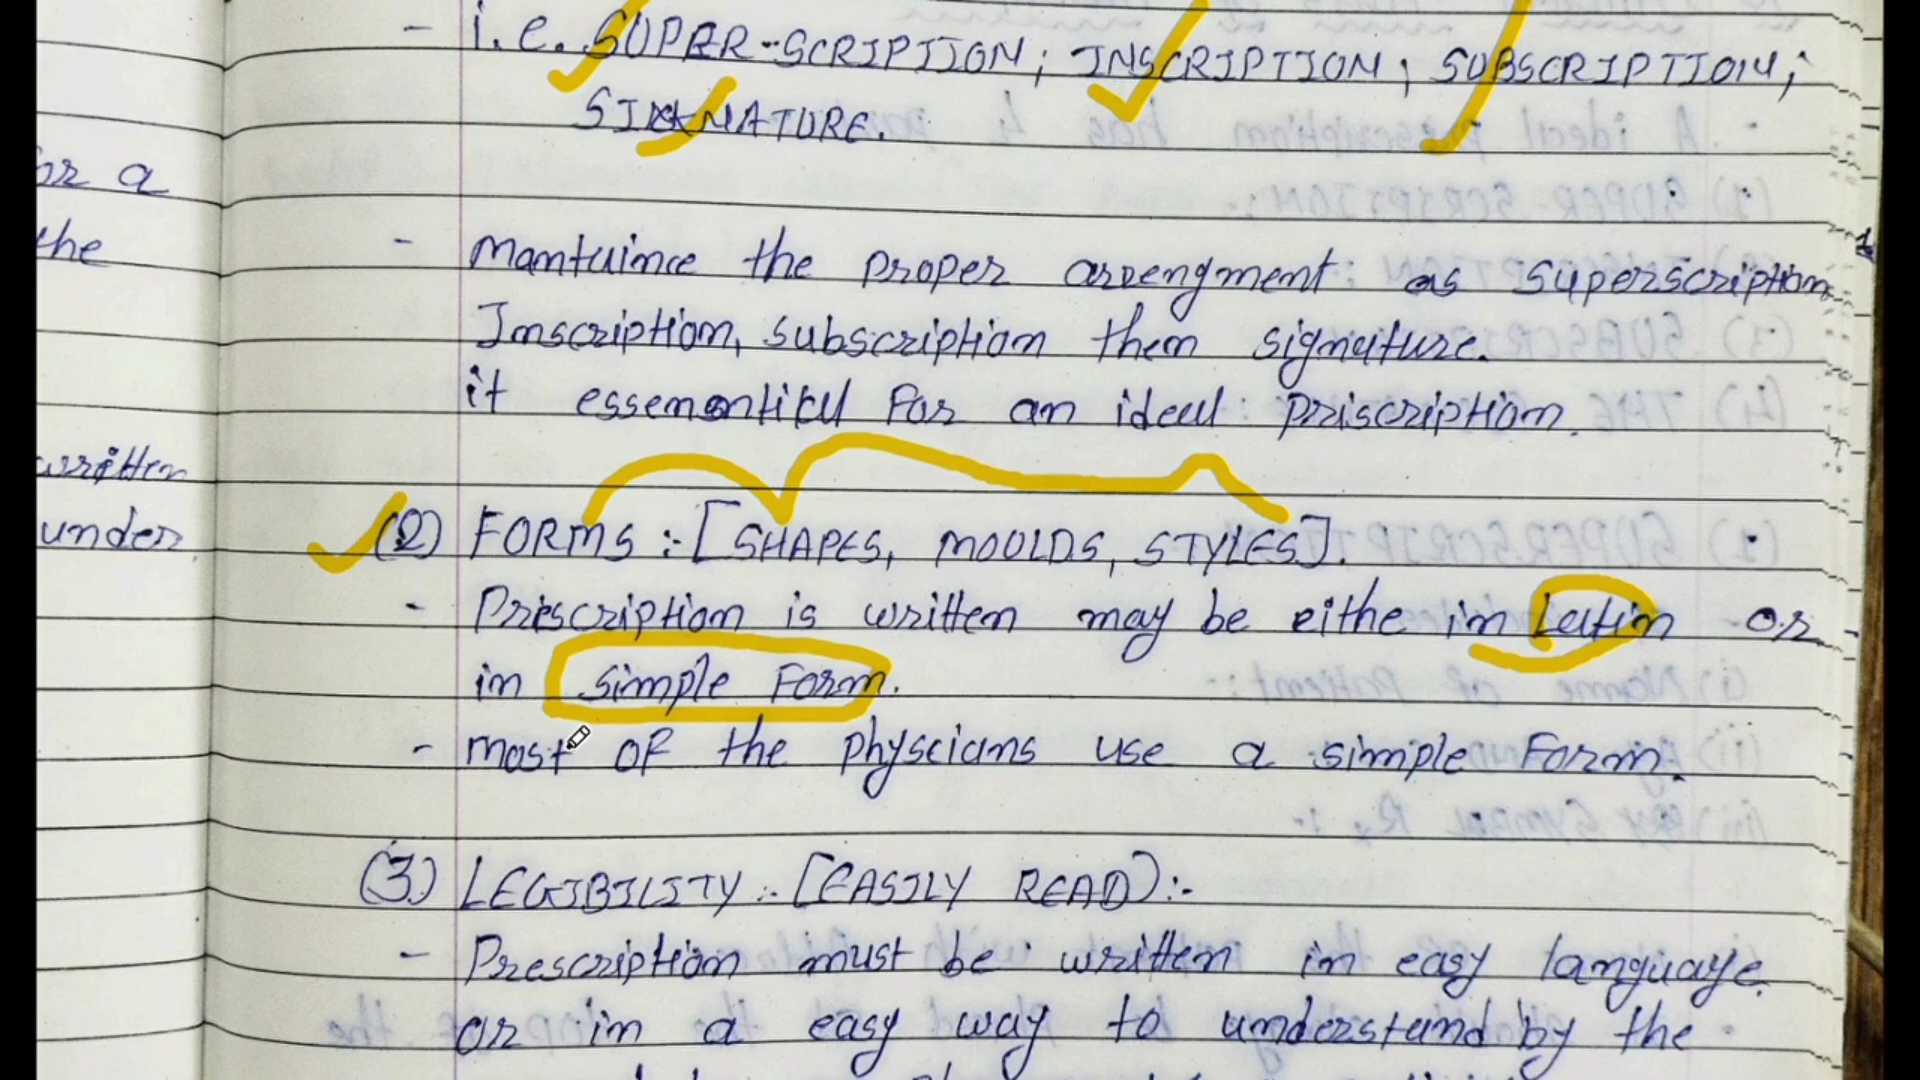 or a
the
written
under
- i.e. SUPER-SCRIPTION; INSCRIPTION; SUBSCRIPTION;
SIGNATURE.
- Mantaince the proper arrengment as superscription
Inscription, subscription then signature.
it essenential For an ideal priscription.
(2) FORMS :- [SHAPES, MOULDS, STYLES].
- Prescription is written may be eithe in Latin or
in simple Form.
- most of the physcians use a simple Form.
(3) LEGIBILITY :- [EASILY READ) :-
- Prescription must be written in easy language
or in a easy way to understand by the